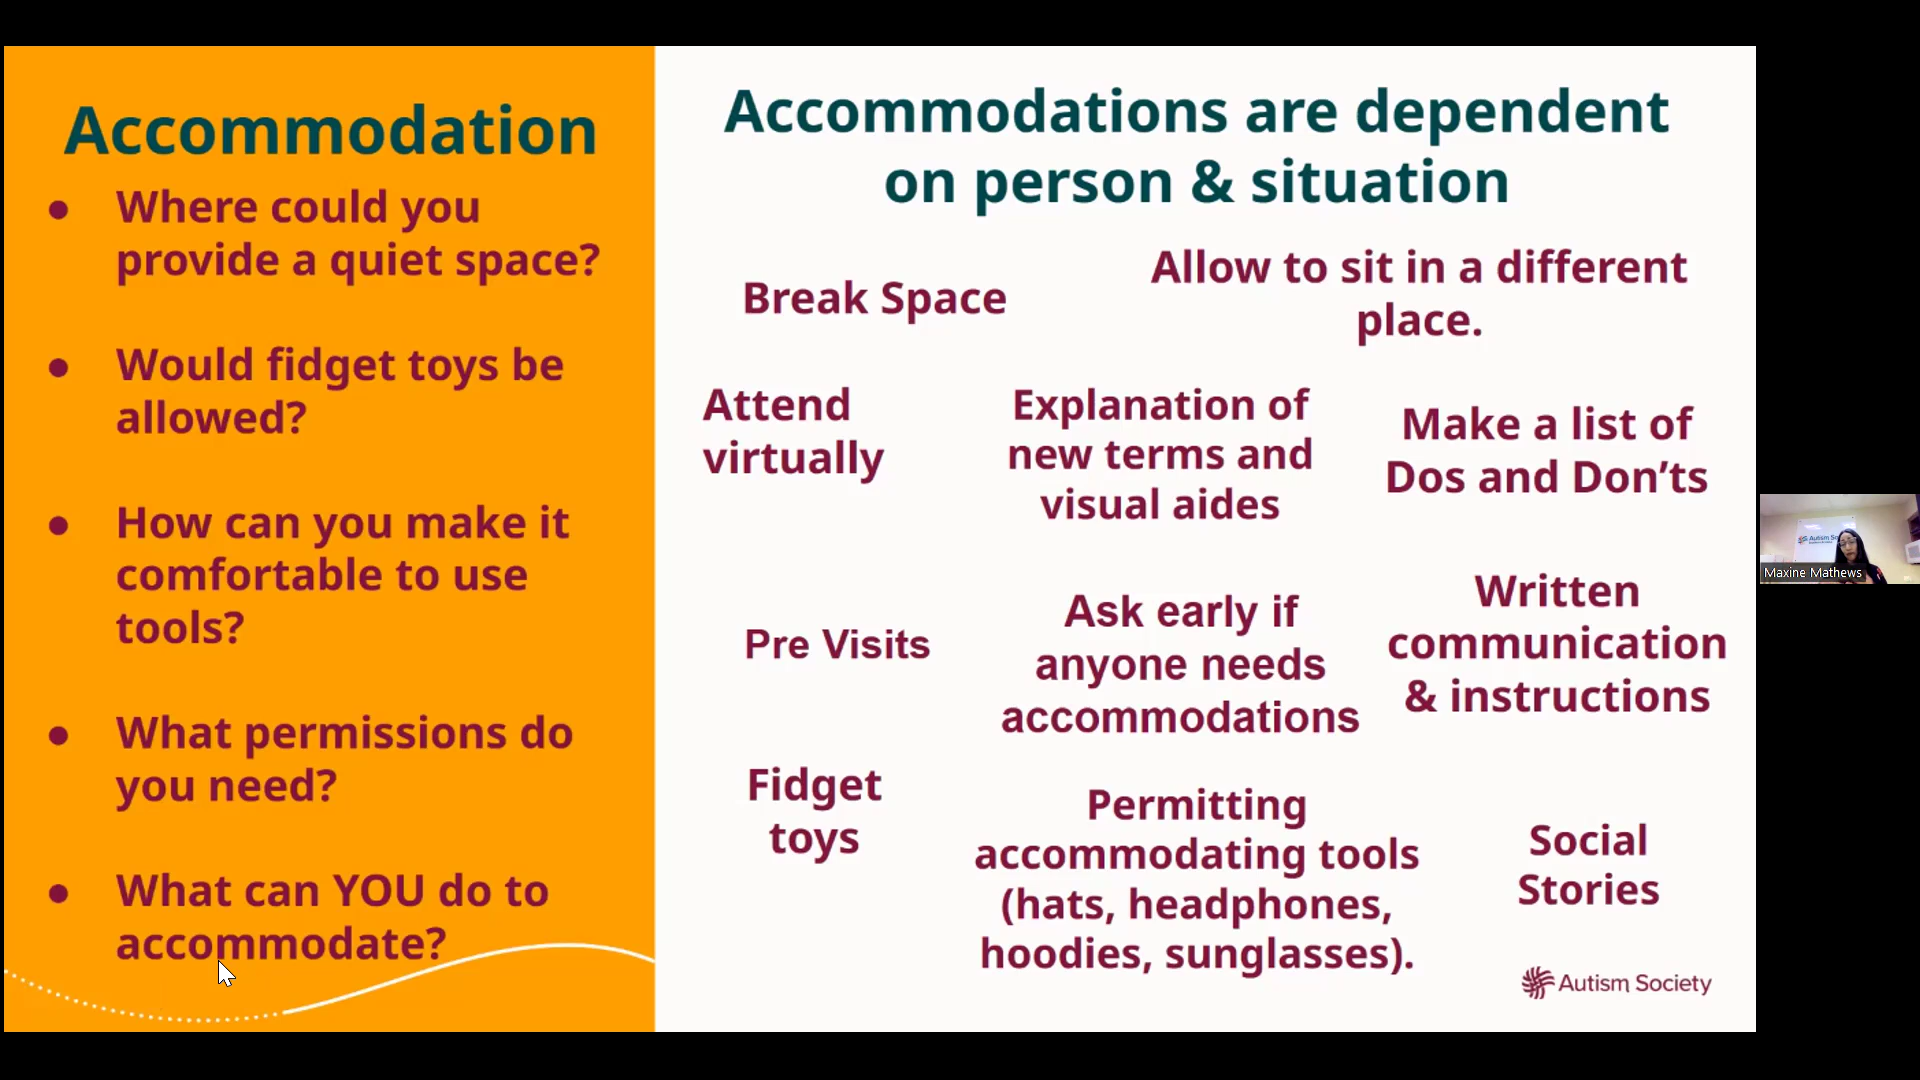 Accommodation
● Where could you
provide a quiet space?
● Would fidget toys be
allowed?
● How can you make it
comfortable to use
tools?
● What permissions do
you need?
● What can YOU do to
accommodate?
Accommodations are dependent
on person & situation
Break Space
Allow to sit in a different
place.
Attend
virtually
Explanation of
new terms and
visual aides
Make a list of
Dos and Don’ts
Pre Visits
Ask early if
anyone needs
accommodations
Written
communication
& instructions
Fidget
toys
Permitting
accommodating tools
(hats, headphones,
hoodies, sunglasses).
Social
Stories
Autism Society
Autism So
Maxine Mathews